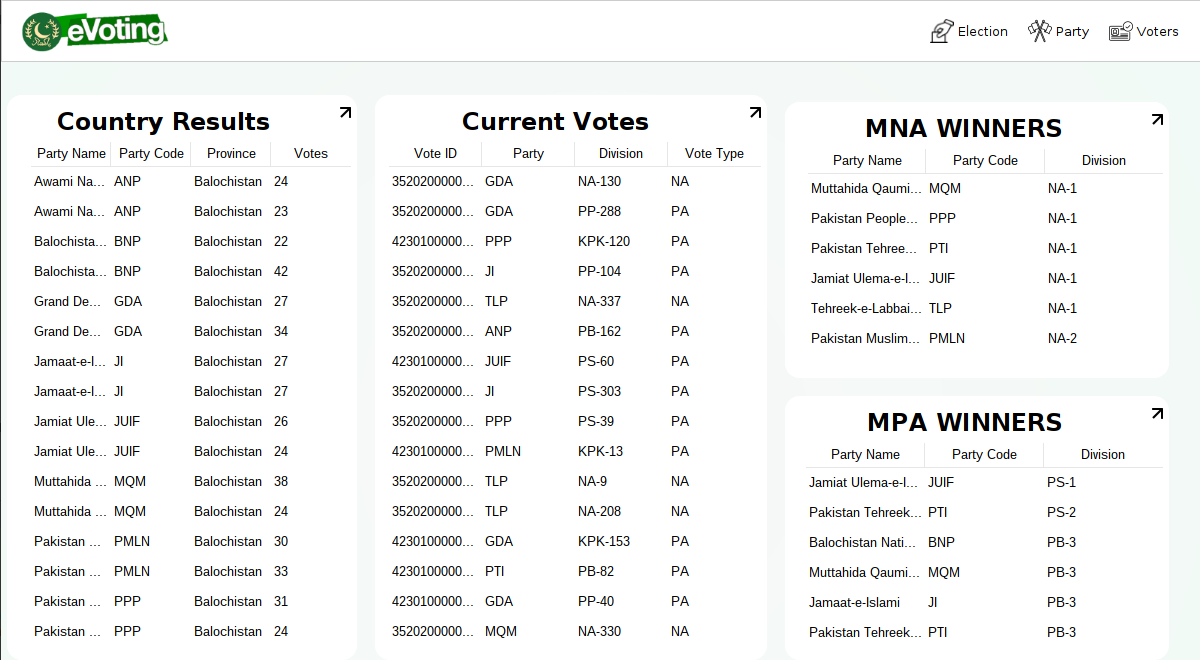 eVoting
Election
Party
Voters
Country Results
Party Name Party Code Province Votes
Awami Na... ANP Balochistan 24
Awami Na... ANP Balochistan 23
Balochista... BNP Balochistan 22
Balochista... BNP Balochistan 42
Grand De... GDA Balochistan 27
Grand De... GDA Balochistan 34
Jamaat-e-I... JI Balochistan 27
Jamaat-e-I... JI Balochistan 27
Jamiat Ule... JUIF Balochistan 26
Jamiat Ule... JUIF Balochistan 24
Muttahida ... MQM Balochistan 38
Muttahida ... MQM Balochistan 24
Pakistan ... PMLN Balochistan 30
Pakistan ... PMLN Balochistan 33
Pakistan ... PPP Balochistan 31
Pakistan ... PPP Balochistan 24
Current Votes
Vote ID Party Division Vote Type
3520200000... GDA NA-130 NA
3520200000... GDA PP-288 PA
4230100000... PPP KPK-120 PA
3520200000... JI PP-104 PA
3520200000... TLP NA-337 NA
3520200000... ANP PB-162 PA
4230100000... JUIF PS-60 PA
3520200000... JI PS-303 PA
3520200000... PPP PS-39 PA
4230100000... PMLN KPK-13 PA
3520200000... TLP NA-9 NA
3520200000... TLP NA-208 NA
4230100000... GDA KPK-153 PA
4230100000... PTI PB-82 PA
4230100000... GDA PP-40 PA
3520200000... MQM NA-330 NA
MNA WINNERS
Party Name Party Code Division
Muttahida Qaumi... MQM NA-1
Pakistan People... PPP NA-1
Pakistan Tehree... PTI NA-1
Jamiat Ulema-e-I... JUIF NA-1
Tehreek-e-Labbai... TLP NA-1
Pakistan Muslim... PMLN NA-2
MPA WINNERS
Party Name Party Code Division
Jamiat Ulema-e-I... JUIF PS-1
Pakistan Tehreek... PTI PS-2
Balochistan Nati... BNP PB-3
Muttahida Qaumi... MQM PB-3
Jamaat-e-Islami JI PB-3
Pakistan Tehreek... PTI PB-3